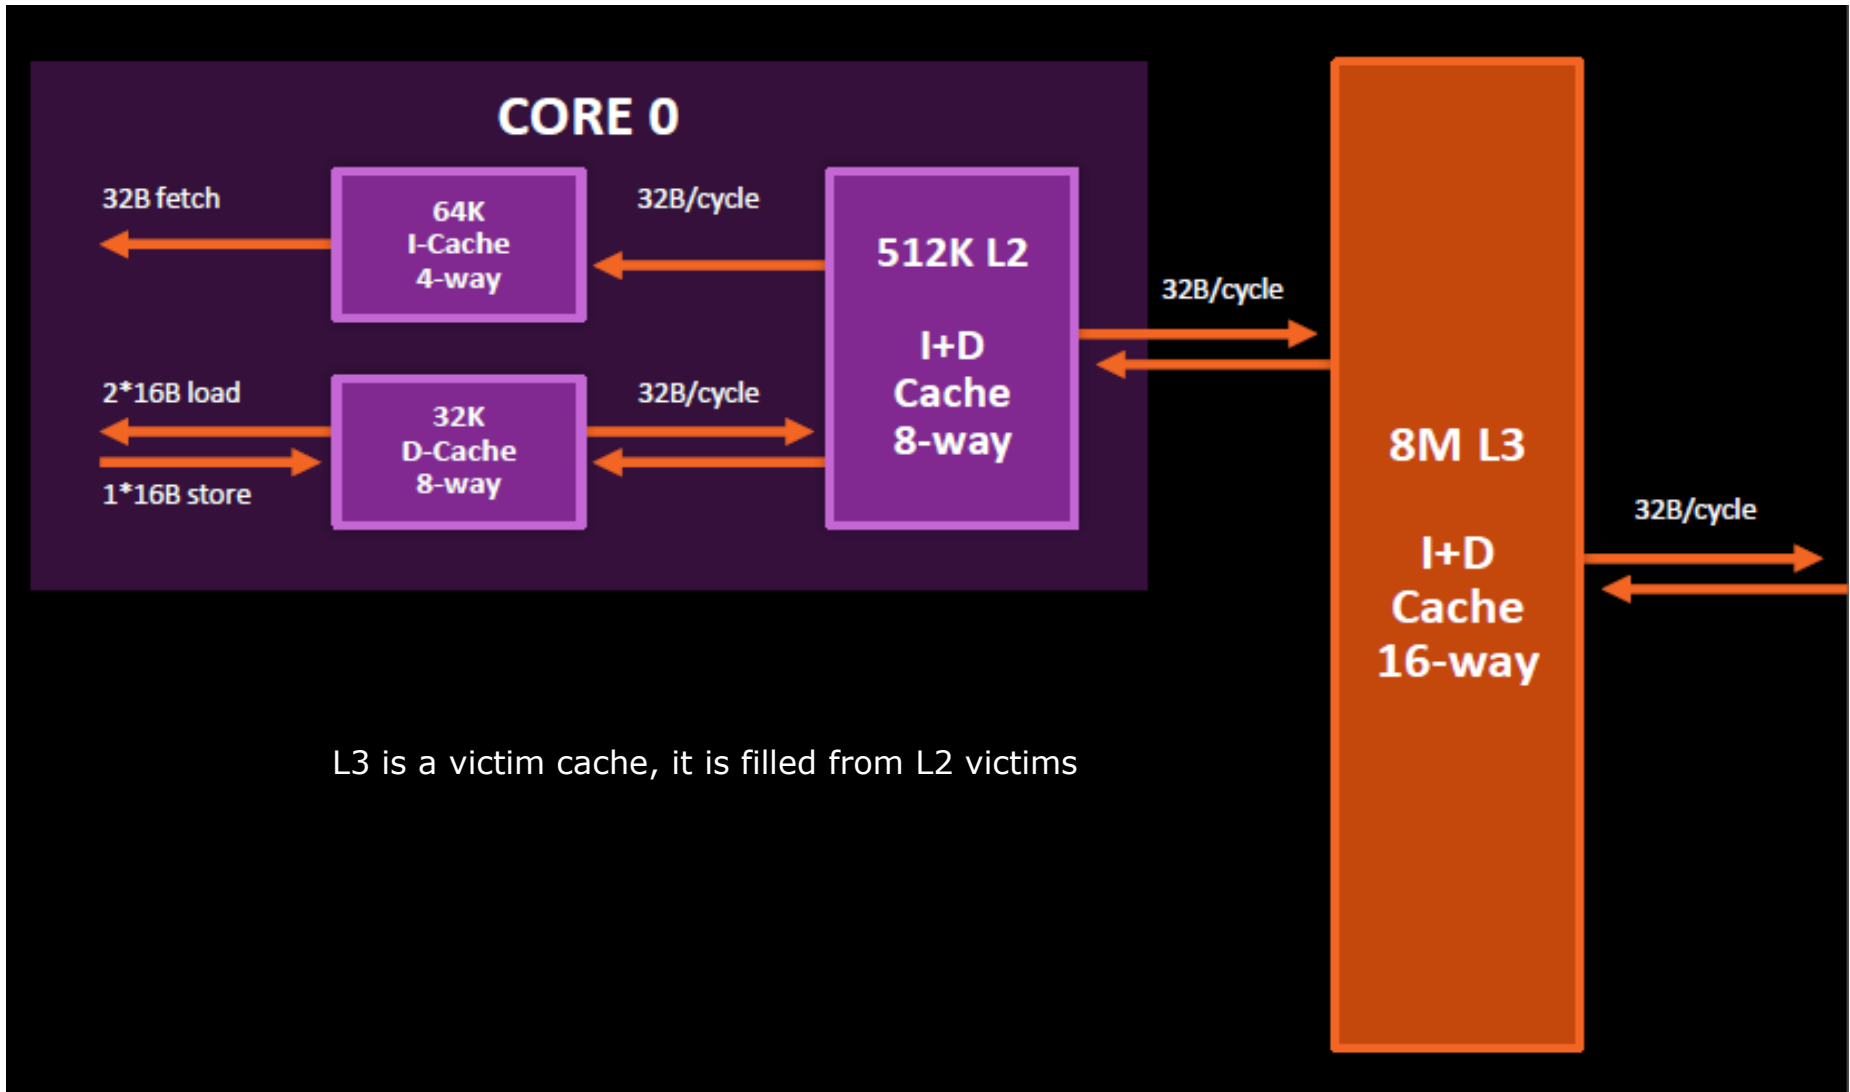 CORE 0
32B fetch
64K
I-Cache
4-way
32B/cycle
512K L2
I+D
Cache
8-way
2*16B load
1*16B store
32K
D-Cache
8-way
32B/cycle
32B/cycle
8M L3
I+D
Cache
16-way
32B/cycle
L3 is a victim cache, it is filled from L2 victims